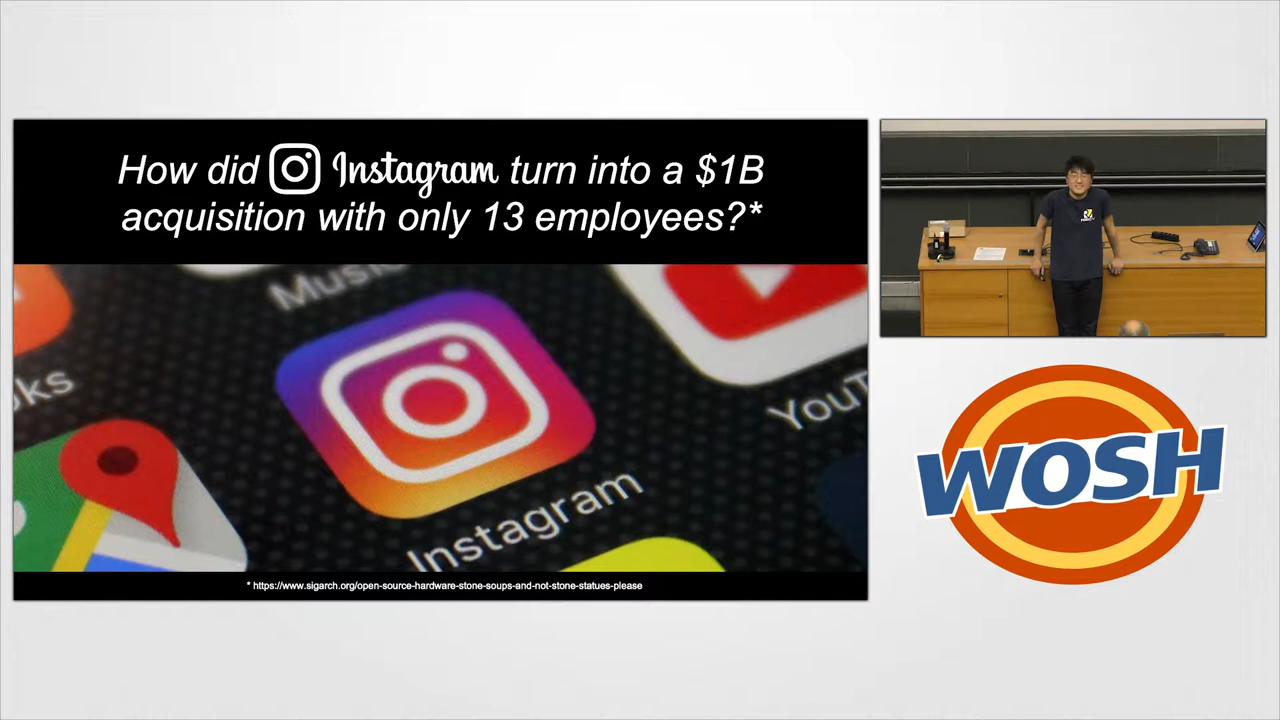 How did Instagram turn into a $1B
acquisition with only 13 employees?*
Music
oks
YouT
Instagram
* https://www.sigarch.org/open-source-hardware-stone-soups-and-not-stone-statues-please
WOSH